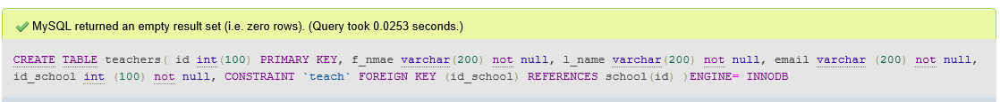 MySQL returned an empty result set (i.e. zero rows). (Query took 0.0253 seconds.)
CREATE TABLE teachers( id int(100) PRIMARY KEY, f_nmae varchar(200) not null, l_name varchar(200) not null, email varchar (200) not null,
id_school int (100) not null, CONSTRAINT `teach` FOREIGN KEY (id_school) REFERENCES school(id) )ENGINE= INNODB